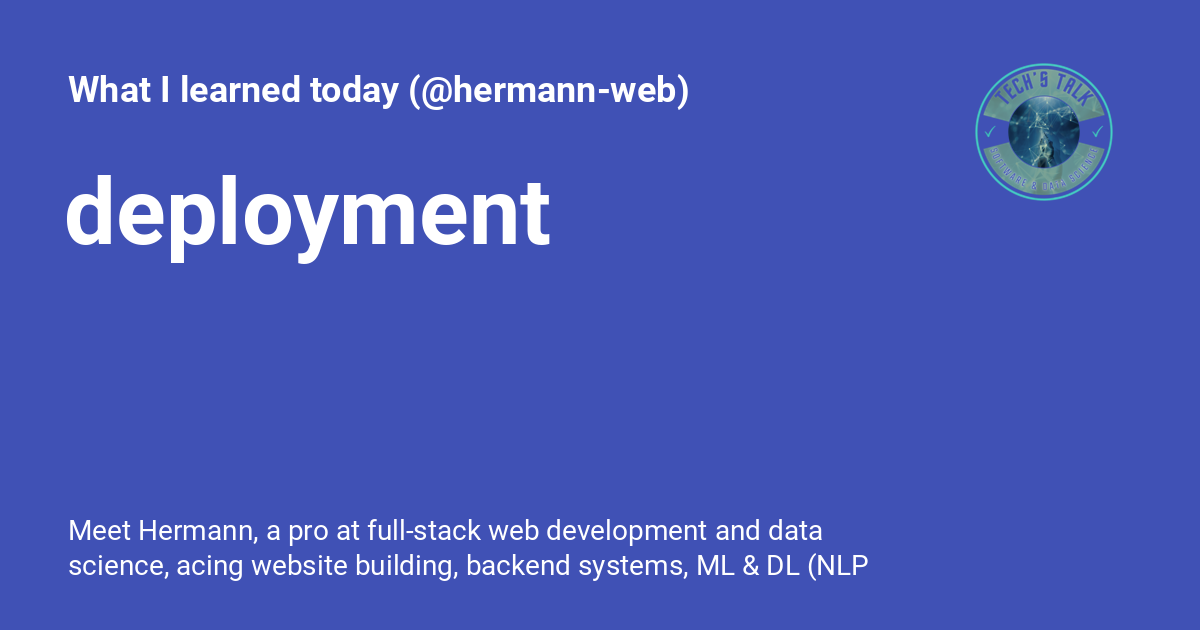 What I learned today (@hermann-web)
TECH'S TALK
SOFTWARE & DATA SCIENCE
deployment
Meet Hermann, a pro at full-stack web development and data
science, acing website building, backend systems, ML & DL (NLP